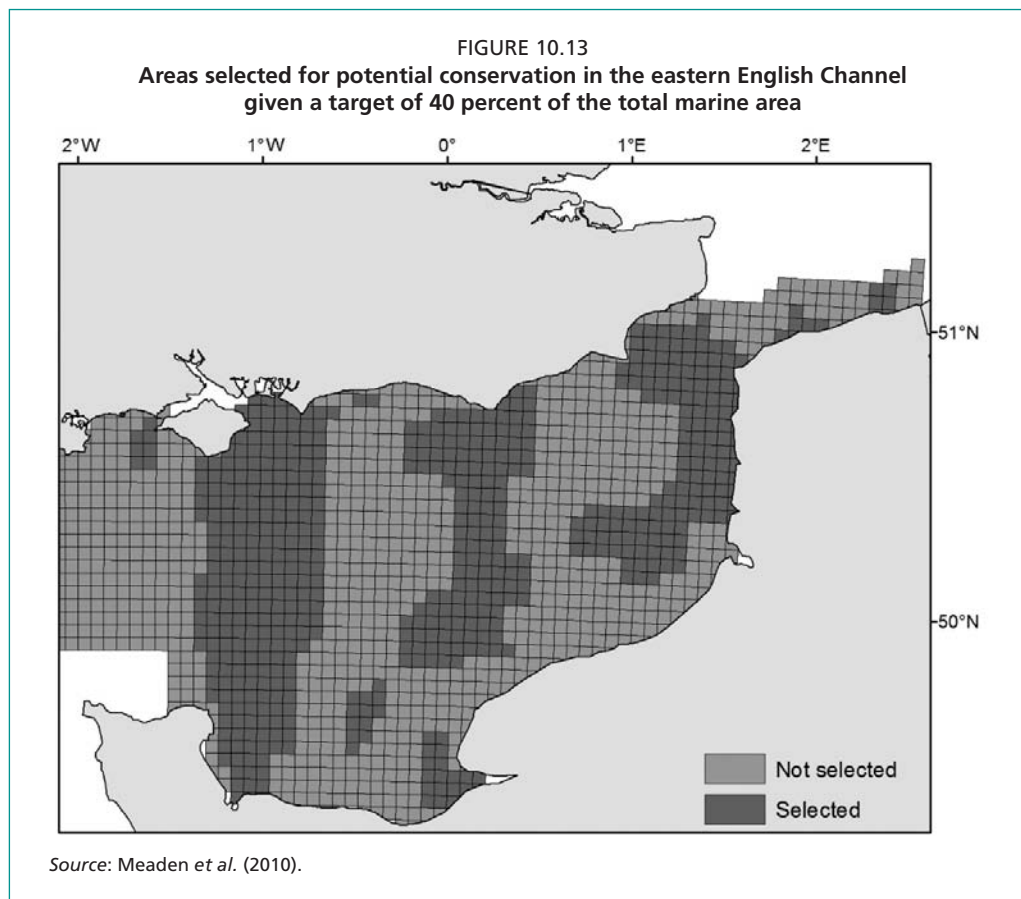 FIGURE 10.13
Areas selected for potential conservation in the eastern English Channel
given a target of 40 percent of the total marine area
2°W 1°W 0° 1°E 2°E
51°N
50°N
Not selected
Selected
Source: Meaden et al. (2010).